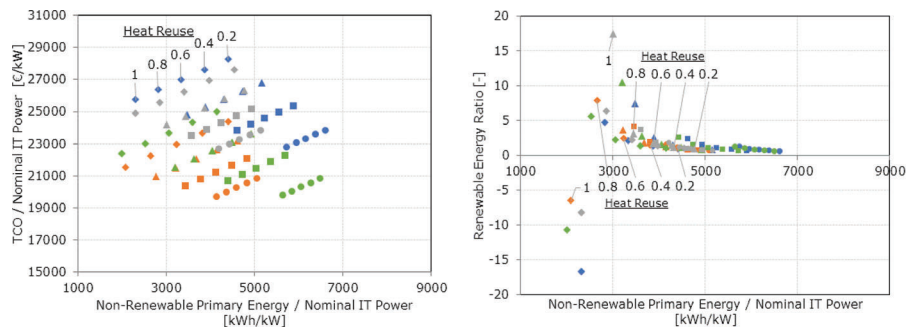 31000
29000
27000
25000
23000
21000
19000
17000
15000
TCO / Nominal IT Power [€/kW]
Heat Reuse
1
0.8
0.6
0.4
0.2
1000 3000 5000 7000 9000
Non-Renewable Primary Energy / Nominal IT Power
[kWh/kW]
20
15
10
5
0
-5
-10
-15
-20
Renewable Energy Ratio [-]
1
Heat Reuse
0.8 0.6 0.4 0.2
1000 3000 5000 7000 9000
1 0.8 0.6 0.4 0.2
Heat Reuse
Non-Renewable Primary Energy / Nominal IT Power
[kWh/kW]